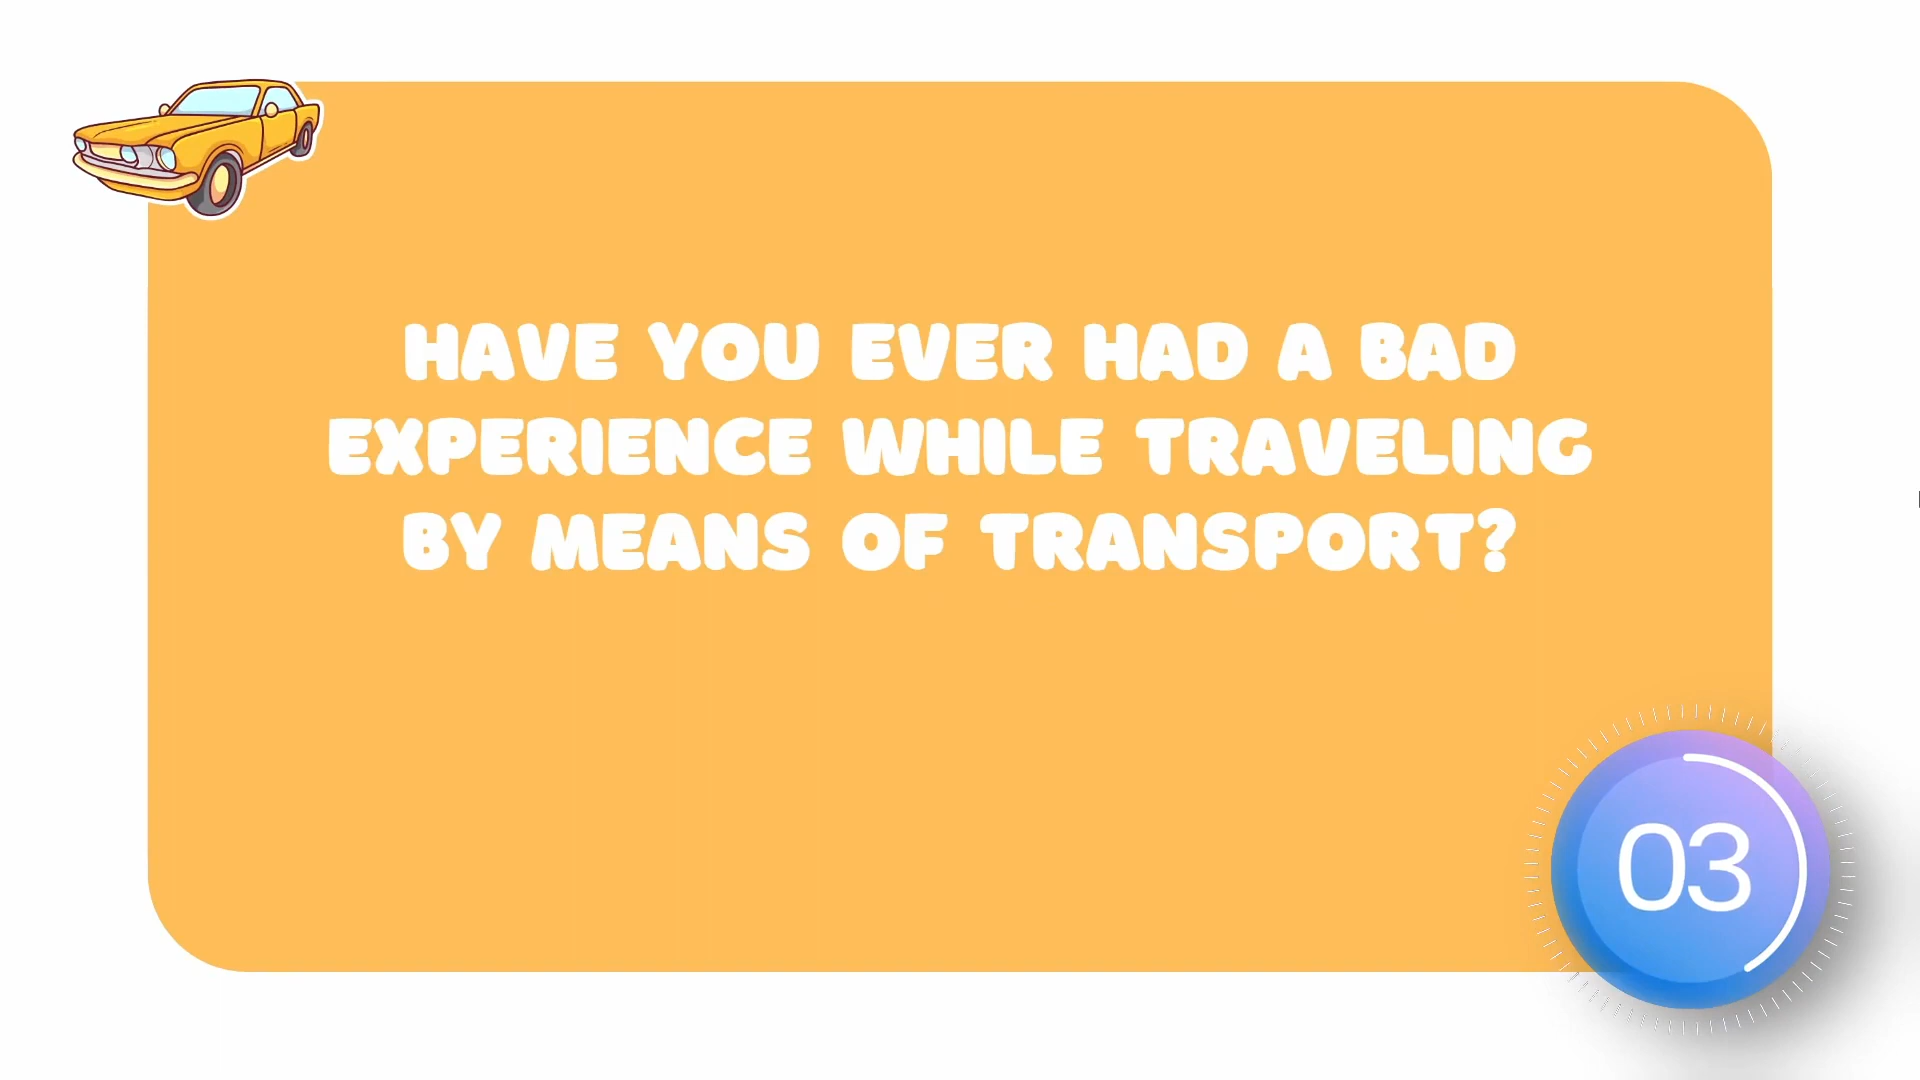 HAVE YOU EVER HAD A BAD
EXPERIENCE WHILE TRAVELING
BY MEANS OF TRANSPORT?
03